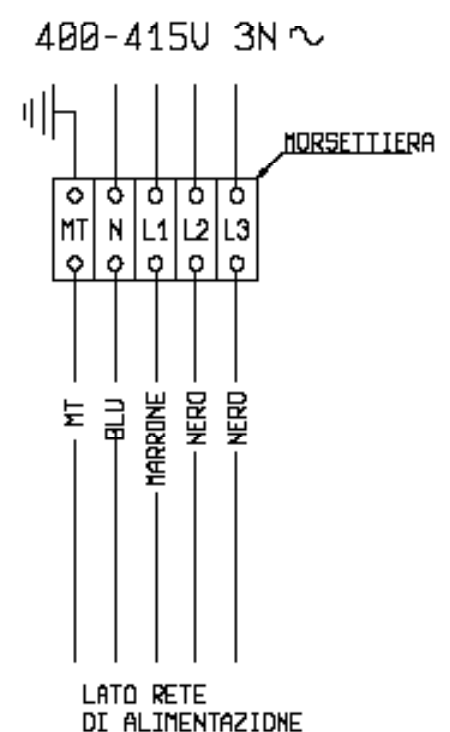 400-415V 3N ~
MORSETTIERA
MT N L1 L2 L3
MT
BLU
MARRONE
NERO
NERO
LATO RETE
DI ALIMENTAZIONE